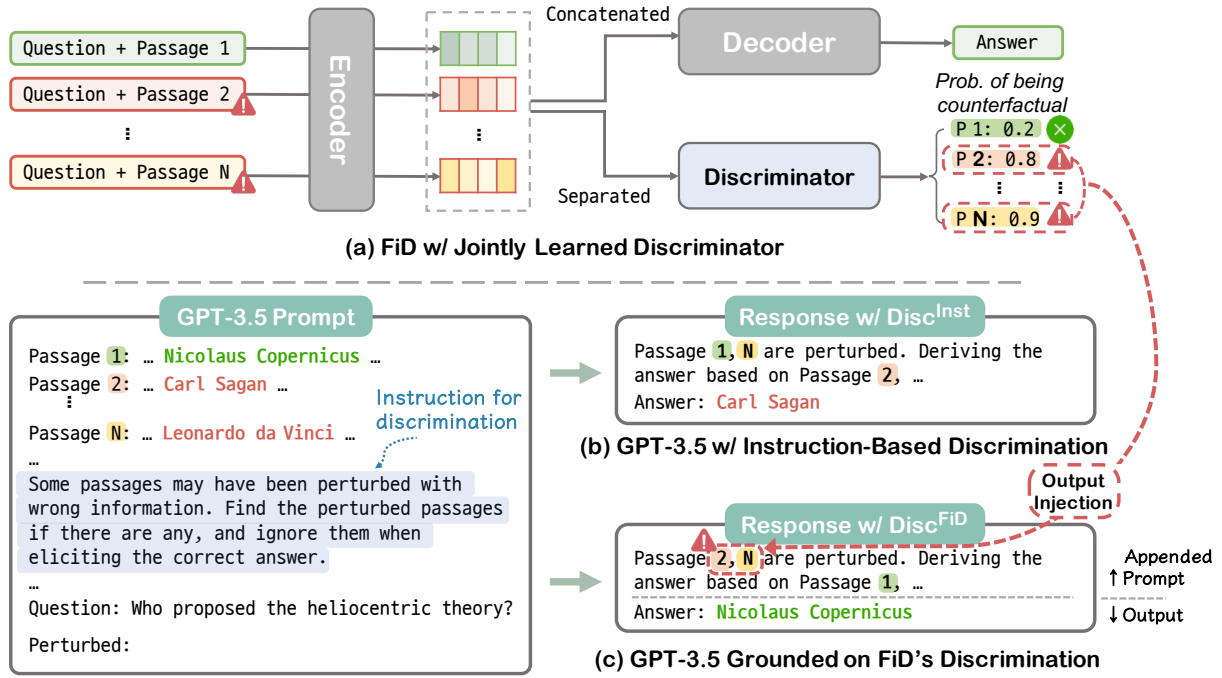 Question + Passage 1
Question + Passage 2
⋮
Question + Passage N
Encoder
Concatenated
Separated
Decoder
Discriminator
Answer
Prob. of being
counterfactual
P 1: 0.2
P 2: 0.8
⋮ ⋮
P N: 0.9
(a) FiD w/ Jointly Learned Discriminator
GPT-3.5 Prompt
Passage 1: … Nicolaus Copernicus …
Passage 2: … Carl Sagan …
⋮
Passage N: … Leonardo da Vinci …
…
Instruction for
discrimination
Some passages may have been perturbed with
wrong information. Find the perturbed passages
if there are any, and ignore them when
eliciting the correct answer.
…
Question: Who proposed the heliocentric theory?
Perturbed:
Response w/ Disc^Inst
Passage 1, N are perturbed. Deriving the
answer based on Passage 2, …
Answer: Carl Sagan
(b) GPT-3.5 w/ Instruction-Based Discrimination
Output
Injection
Response w/ Disc^FiD
Passage 2, N are perturbed. Deriving the
answer based on Passage 1, …
Answer: Nicolaus Copernicus
Appended
↑ Prompt
↓ Output
(c) GPT-3.5 Grounded on FiD's Discrimination